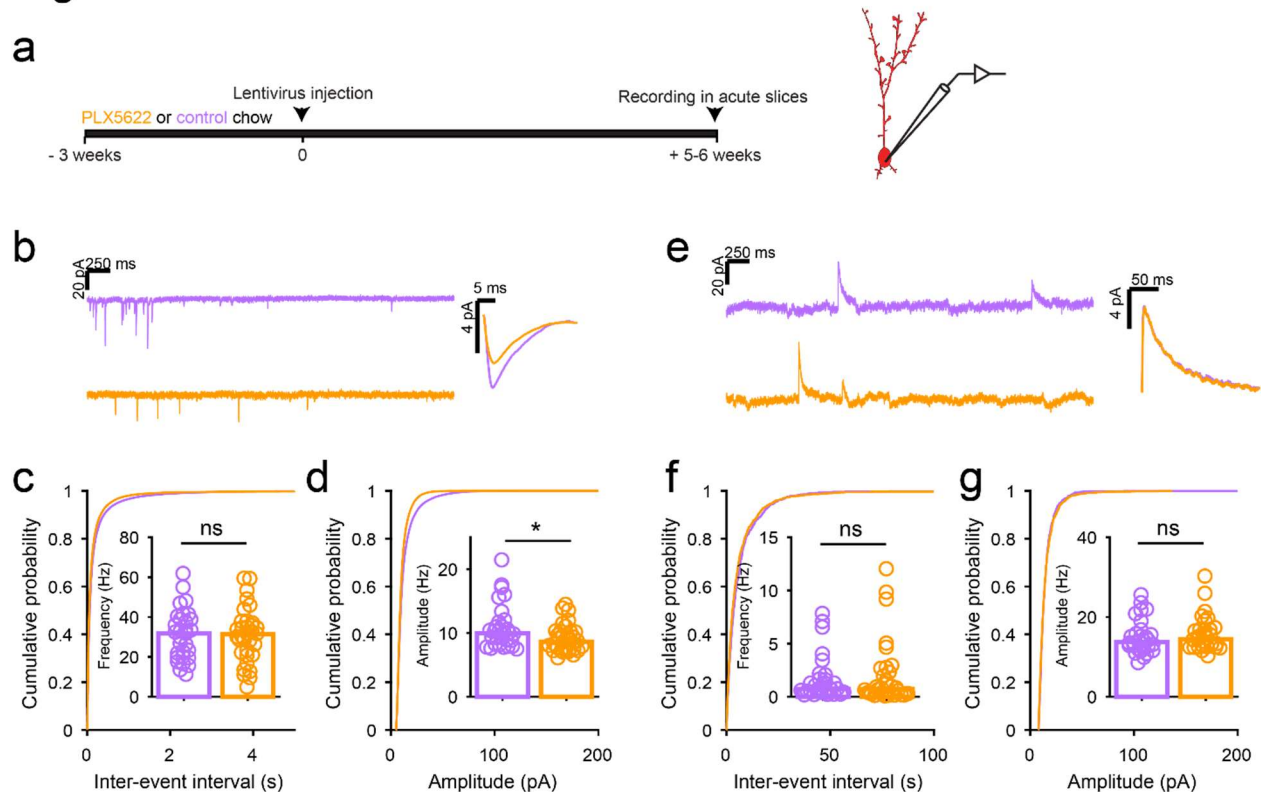 a
Lentivirus injection
Recording in acute slices
PLX5622 or control chow
- 3 weeks
0
+ 5-6 weeks
b
250 ms
20 pA
5 ms
4 pA
e
250 ms
20 pA
50 ms
4 pA
c
Cumulative probability
1
0.8
0.6
0.4
0.2
0
0
2
4
Inter-event interval (s)
ns
Frequency (Hz)
80
60
40
20
0
d
Cumulative probability
1
0.8
0.6
0.4
0.2
0
0
100
200
Amplitude (pA)
*
Amplitude (Hz)
20
10
0
f
Cumulative probability
1
0.8
0.6
0.4
0.2
0
0
50
100
Inter-event interval (s)
ns
Frequency (Hz)
15
10
5
0
g
Cumulative probability
1
0.8
0.6
0.4
0.2
0
0
100
200
Amplitude (pA)
ns
Amplitude (Hz)
40
20
0